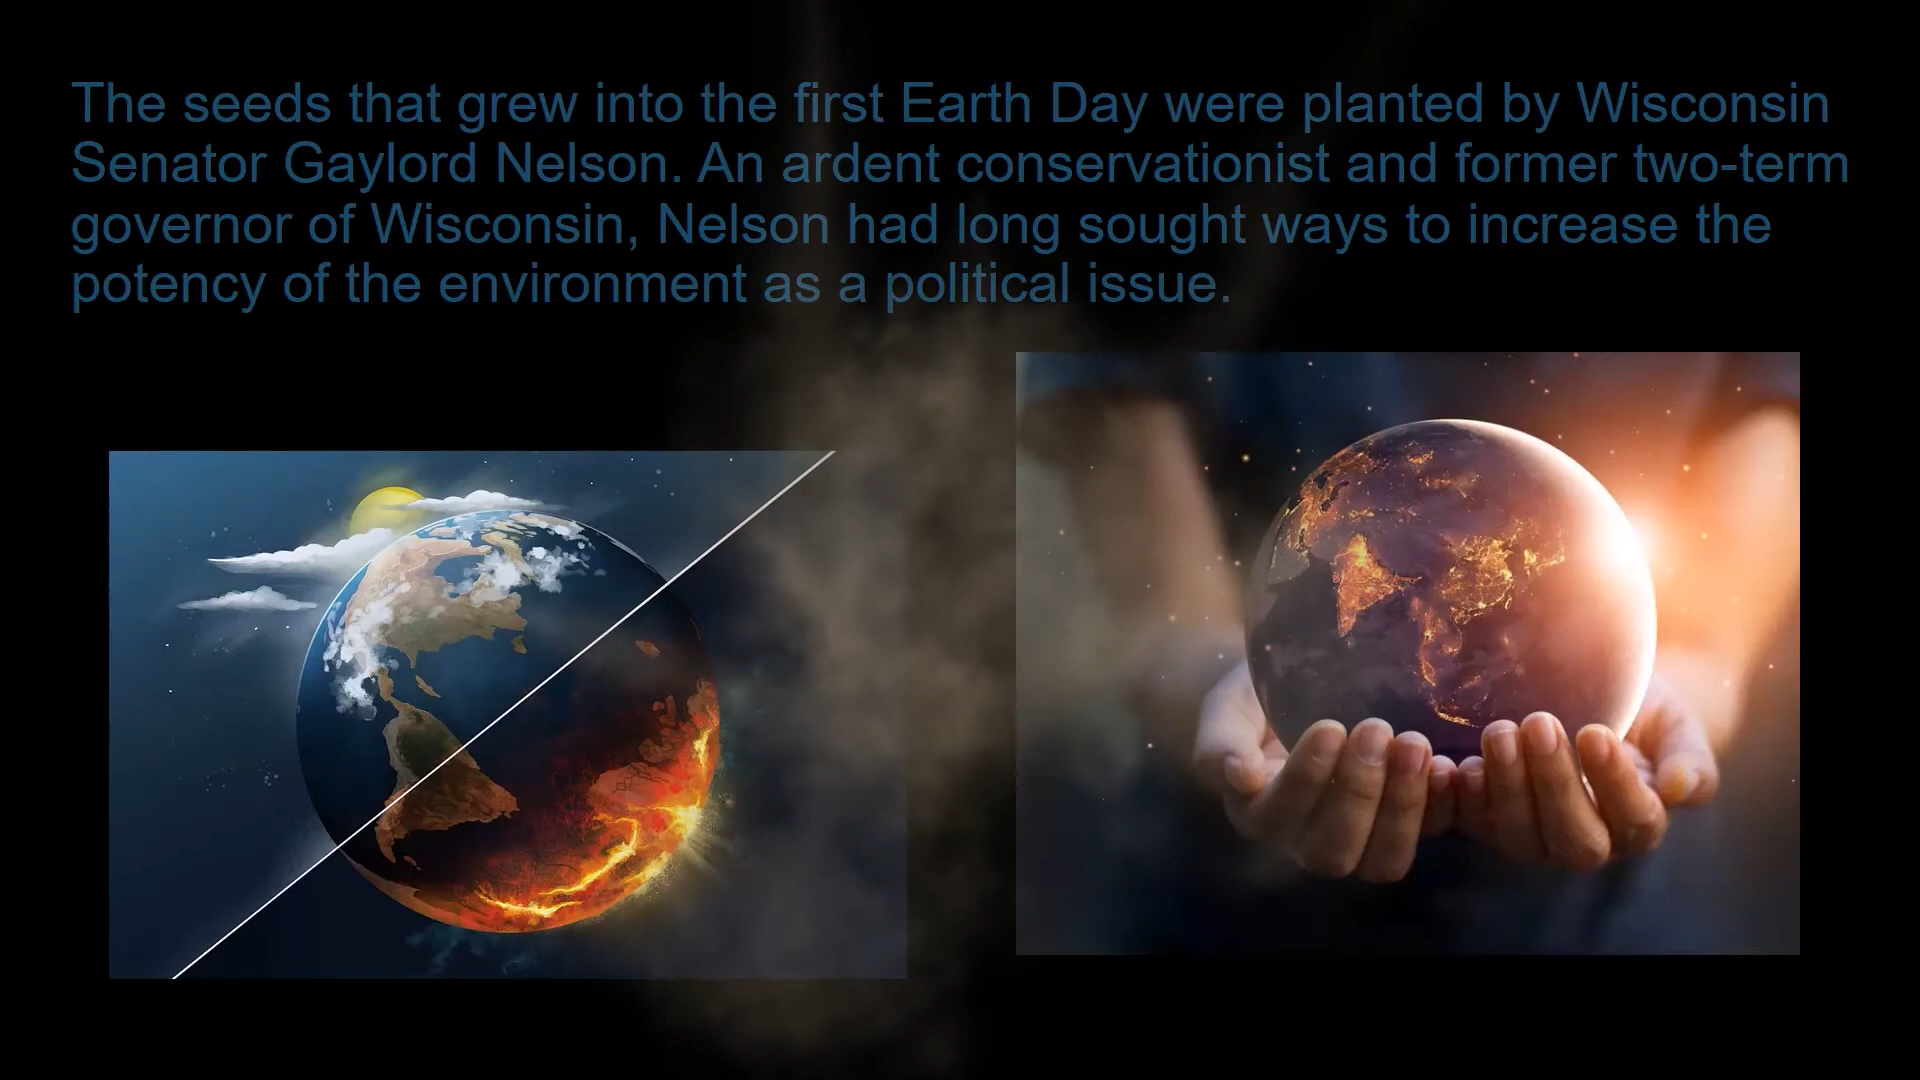 The seeds that grew into the first Earth Day were planted by Wisconsin
Senator Gaylord Nelson. An ardent conservationist and former two-term
governor of Wisconsin, Nelson had long sought ways to increase the
potency of the environment as a political issue.